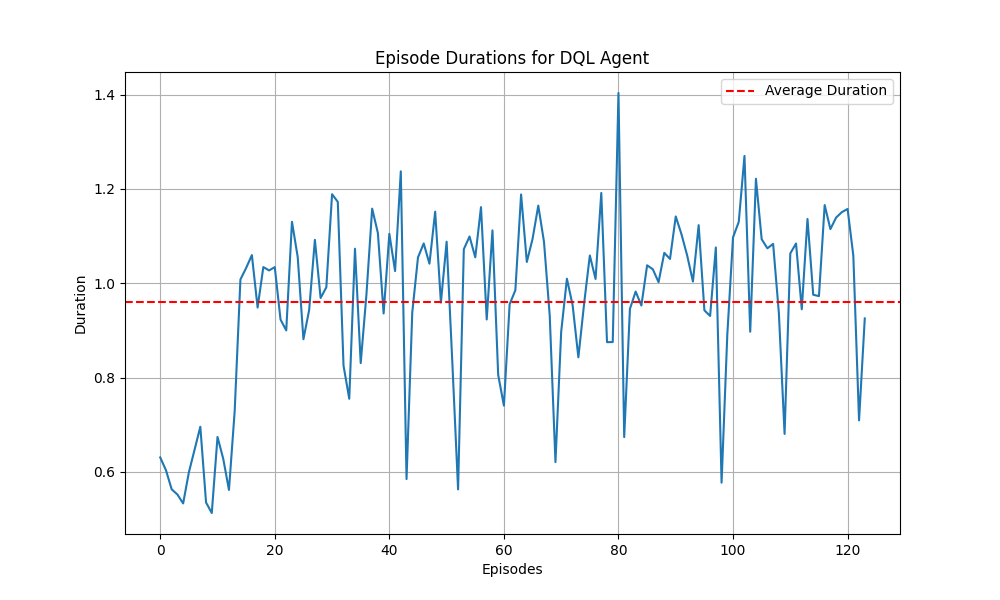 Episode Durations for DQL Agent
Average Duration
Duration
1.4
1.2
1.0
0.8
0.6
0 20 40 60 80 100 120
Episodes